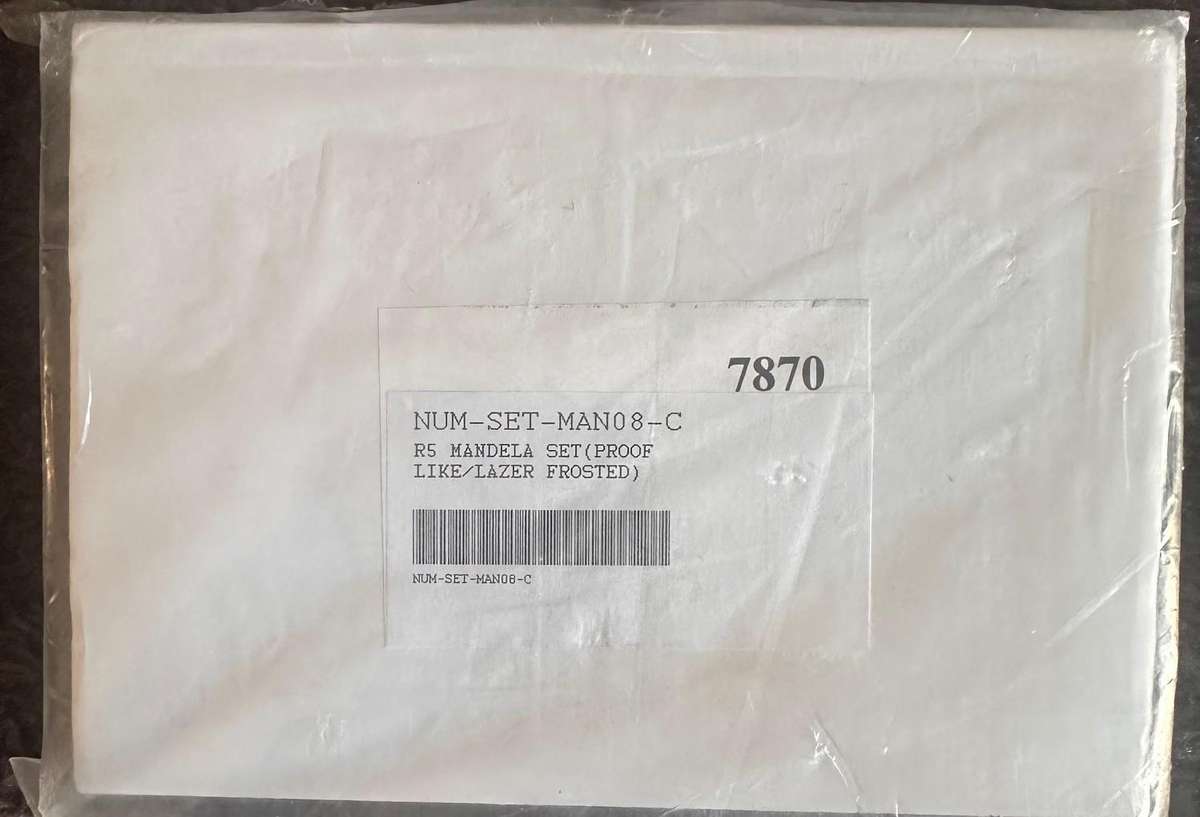 7870
NUM-SET-MAN08-C
R5 MANDELA SET(PROOF
LIKE/LAZER FROSTED)
NUM-SET-MAN08-C